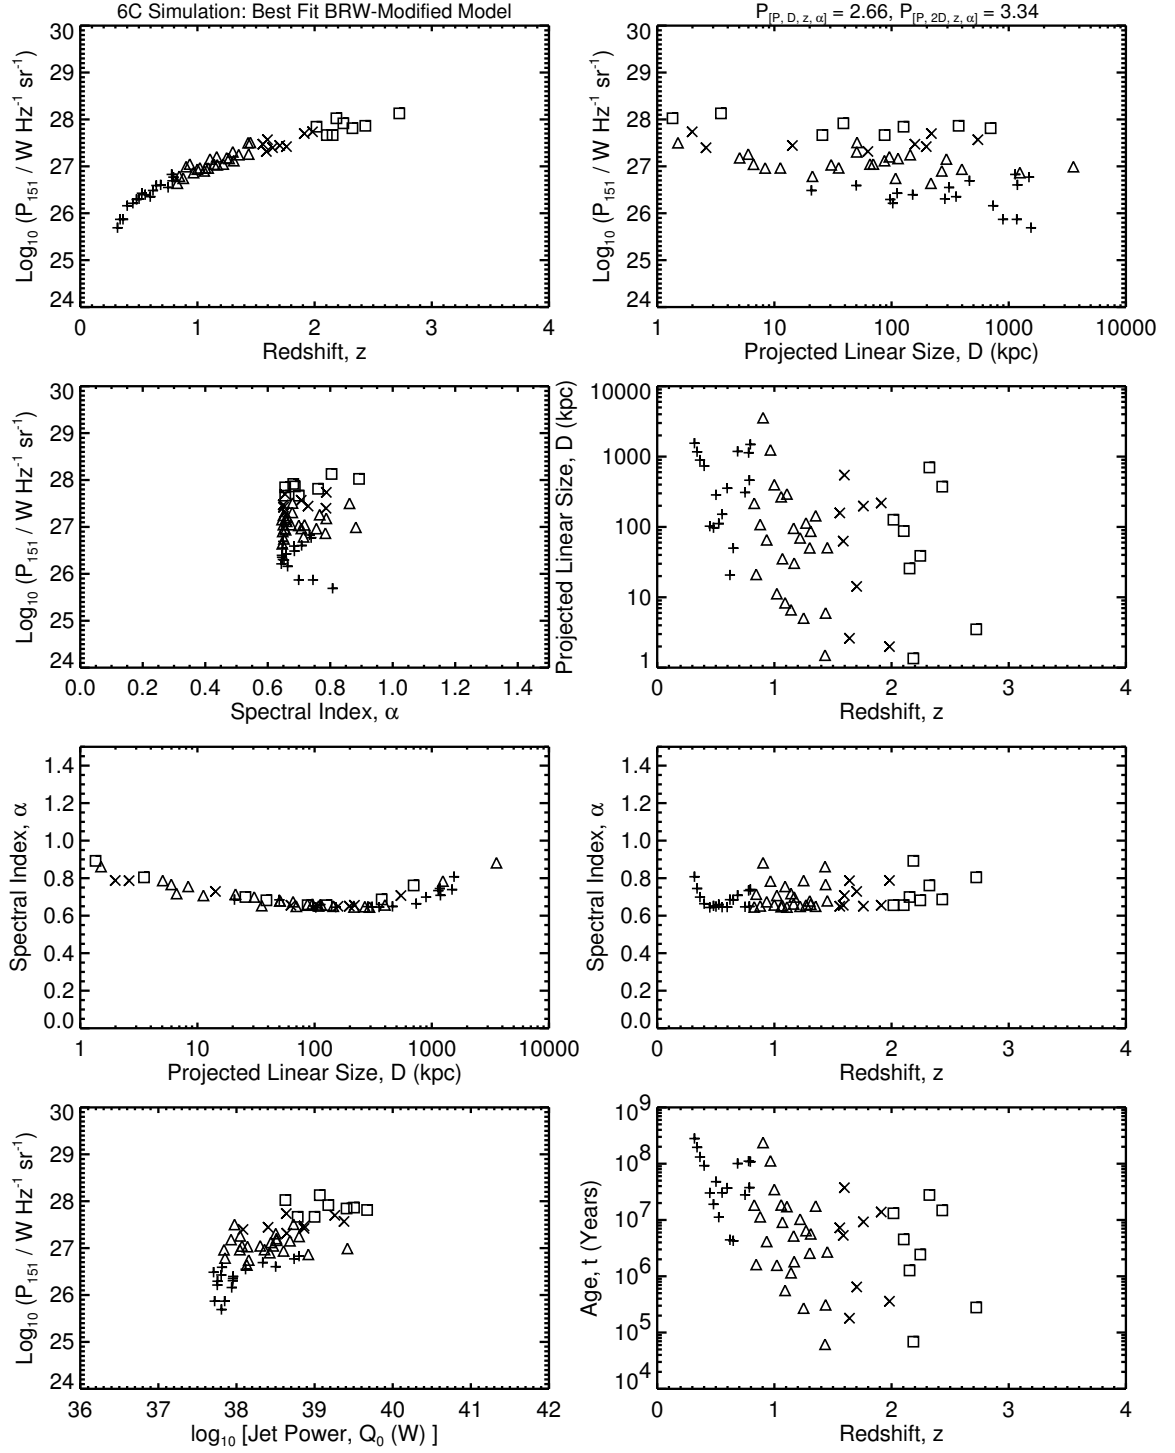 6C Simulation: Best Fit BRW-Modified Model
P[P, D, z, α] = 2.66, P[P, 2D, z, α] = 3.34
Log10 (P151 / W Hz-1 sr-1)
30
29
28
27
26
25
24
0 1 2 3 4
Redshift, z
Log10 (P151 / W Hz-1 sr-1)
30
29
28
27
26
25
24
1 10 100 1000 10000
Projected Linear Size, D (kpc)
Log10 (P151 / W Hz-1 sr-1)
30
29
28
27
26
25
24
0.0 0.2 0.4 0.6 0.8 1.0 1.2 1.4
Spectral Index, α
Projected Linear Size, D (kpc)
10000
1000
100
10
1
0 1 2 3 4
Redshift, z
Spectral Index, α
1.4
1.2
1.0
0.8
0.6
0.4
0.2
0.0
1 10 100 1000 10000
Projected Linear Size, D (kpc)
Spectral Index, α
1.4
1.2
1.0
0.8
0.6
0.4
0.2
0.0
0 1 2 3 4
Redshift, z
Log10 (P151 / W Hz-1 sr-1)
30
29
28
27
26
25
24
36 37 38 39 40 41 42
log10 [Jet Power, Q0 (W) ]
Age, t (Years)
10^9
10^8
10^7
10^6
10^5
10^4
0 1 2 3 4
Redshift, z